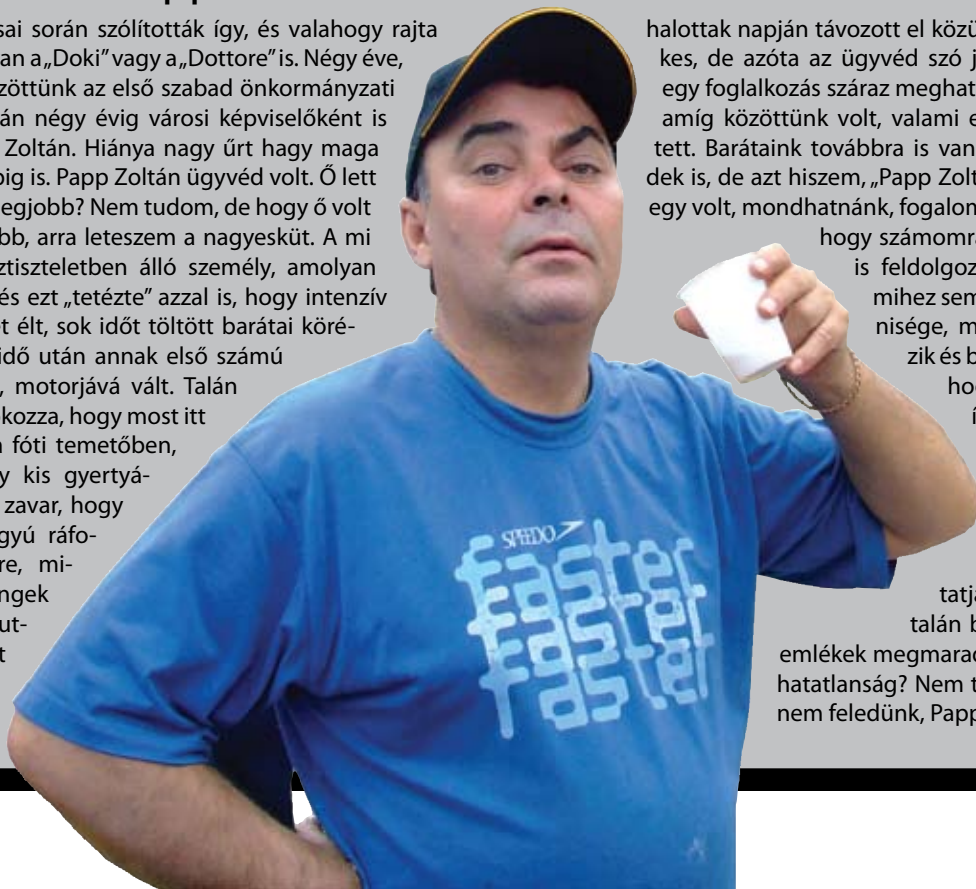 sai során szólították így, és valahogy rajta
an a „Doki” vagy a „Dottore” is. Négy éve,
zöttünk az első szabad önkormányzati
án négy évig városi képviselőként is
Zoltán. Hiánya nagy űrt hagy maga
oig is. Papp Zoltán ügyvéd volt. Ő lett
egjobb? Nem tudom, de hogy ő volt
bb, arra leteszem a nagyesküt. A mi
ztiszteletben álló személy, amolyan
és ezt „tetézte” azzal is, hogy intenzív
t élt, sok időt töltött barátai köré-
idő után annak első számú
, motorjává vált. Talán
okozza, hogy most itt
fóti temetőben,
y kis gyertyá-
zavar, hogy
gyú ráfo-
re, mi-
ngek
ut-
t
halottak napján távozott el közü
kes, de azóta az ügyvéd szó j
egy foglalkozás száraz meghat
amíg közöttünk volt, valami e
tett. Barátaink továbbra is van
dek is, de azt hiszem, „Papp Zolt
egy volt, mondhatnánk, fogalom
hogy számomra
is feldolgoz
mihez sem
nisége, m
zik és b
ho
í
tatja
talán b
emlékek megmarad
hatatlanság? Nem t
nem feledünk, Papp
SPEEDO
faster
faster
faster